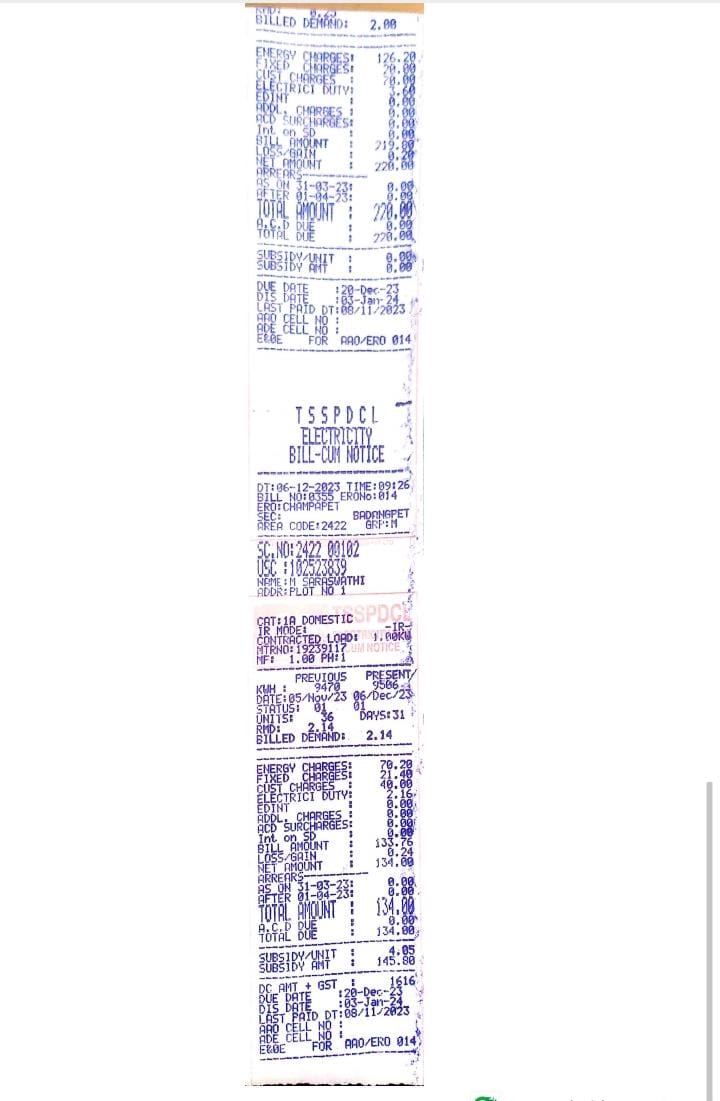 RMD: 0.25
BILLED DEMAND: 2.00
ENERGY CHARGES: 126.20
FIXED CHARGES: 20.00
CUST CHARGES : 70.00
ELECTRICI DUTY: 3.60
EDINT : 0.00
ADDL. CHARGES : 0.00
ACD SURCHARGES: 0.00
Int on SD : 0.00
BILL AMOUNT : 219.80
LOSS/GAIN : 0.20
NET AMOUNT : 220.00
ARREARS----------
AS ON 31-03-23: 0.00
AFTER 01-04-23: 0.00
TOTAL AMOUNT : 220.00
A.C.D DUE : 0.00
TOTAL DUE : 220.00
SUBSIDY/UNIT : 0.00
SUBSIDY AMT : 0.00
DUE DATE :20-Dec-23
DIS DATE :03-Jan-24
LAST PAID DT:08/11/2023
AAO CELL NO :
ADE CELL NO :
E&OE FOR AAO/ERO 014
TSSPDCL
ELECTRICITY
BILL-CUM NOTICE
DT:06-12-2023 TIME:09:26
BILL NO:0355 ERONo:014
ERO:CHAMPAPET
SEC: BADANGPET
AREA CODE:2422 GRP:M
SC.NO:2422 00102
USC :102523839
NAME:M SARASWATHI
ADDR:PLOT NO 1
TSSPDCL
CAT:1A DOMESTIC
IR MODE: -IR-
CONTRACTED LOAD: 1.00KW
MTRNO:19239117 UM NOTICE
MF: 1.00 PH:1
PREVIOUS PRESENT
KWH : 9470 9506
DATE:05/Nov/23 06/Dec/23
STATUS: 01 01
UNITS: 36 DAYS:31
RMD: 2.14
BILLED DEMAND: 2.14
ENERGY CHARGES: 70.20
FIXED CHARGES: 21.40
CUST CHARGES : 40.00
ELECTRICI DUTY: 2.16
EDINT : 0.00
ADDL. CHARGES : 0.00
ACD SURCHARGES: 0.00
Int on SD : 0.00
BILL AMOUNT : 133.76
LOSS/GAIN : 0.24
NET AMOUNT : 134.00
ARREARS----------
AS ON 31-03-23: 0.00
AFTER 01-04-23: 0.00
TOTAL AMOUNT : 134.00
A.C.D DUE : 0.00
TOTAL DUE : 134.00
SUBSIDY/UNIT : 4.05
SUBSIDY AMT : 145.80
DC AMT + GST : 1616
DUE DATE :20-Dec-23
DIS DATE :03-Jan-24
LAST PAID DT:08/11/2023
AAO CELL NO :
ADE CELL NO :
E&OE FOR AAO/ERO 014